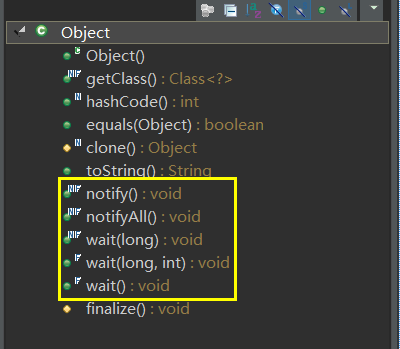 Object
Object()
getClass() : Class<?>
hashCode() : int
equals(Object) : boolean
clone() : Object
toString() : String
notify() : void
notifyAll() : void
wait(long) : void
wait(long, int) : void
wait() : void
finalize() : void